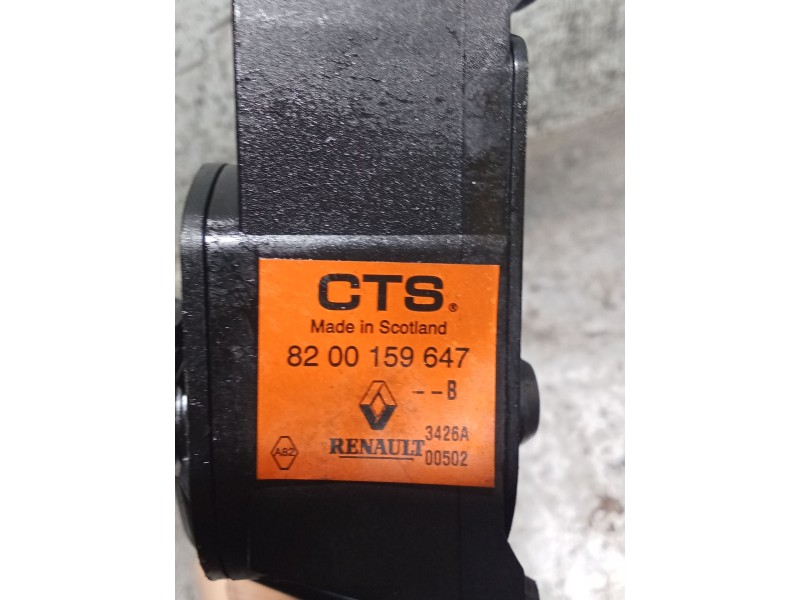 CTS®
Made in Scotland
82 00 159 647
--B
RENAULT
3426A
00502
A82